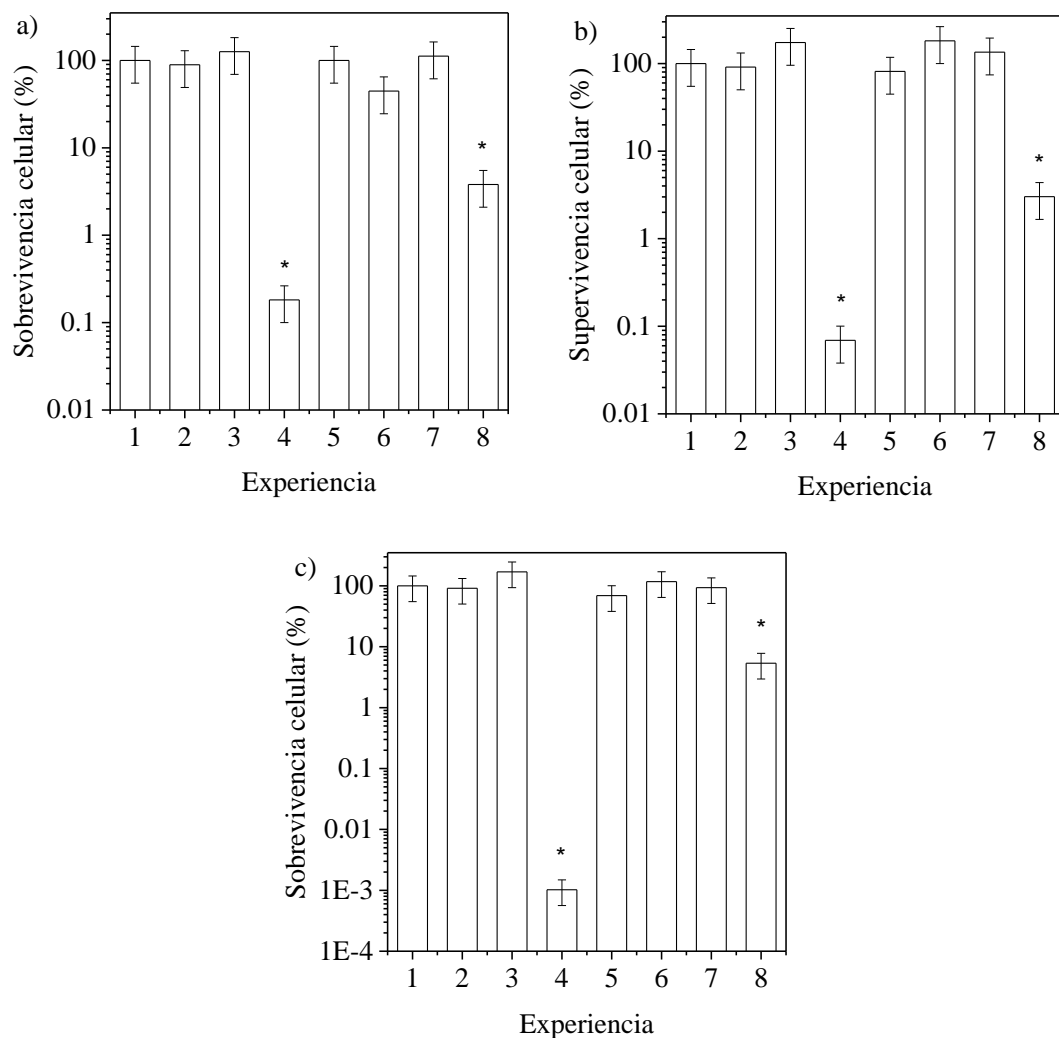 a)
Sobrevivencia celular (%)
100
10
1
0.1
0.01
*
*
1 2 3 4 5 6 7 8
Experiencia
b)
Supervivencia celular (%)
100
10
1
0.1
0.01
*
*
1 2 3 4 5 6 7 8
Experiencia
c)
Sobrevivencia celular (%)
100
10
1
0.1
0.01
1E-3
1E-4
*
*
1 2 3 4 5 6 7 8
Experiencia